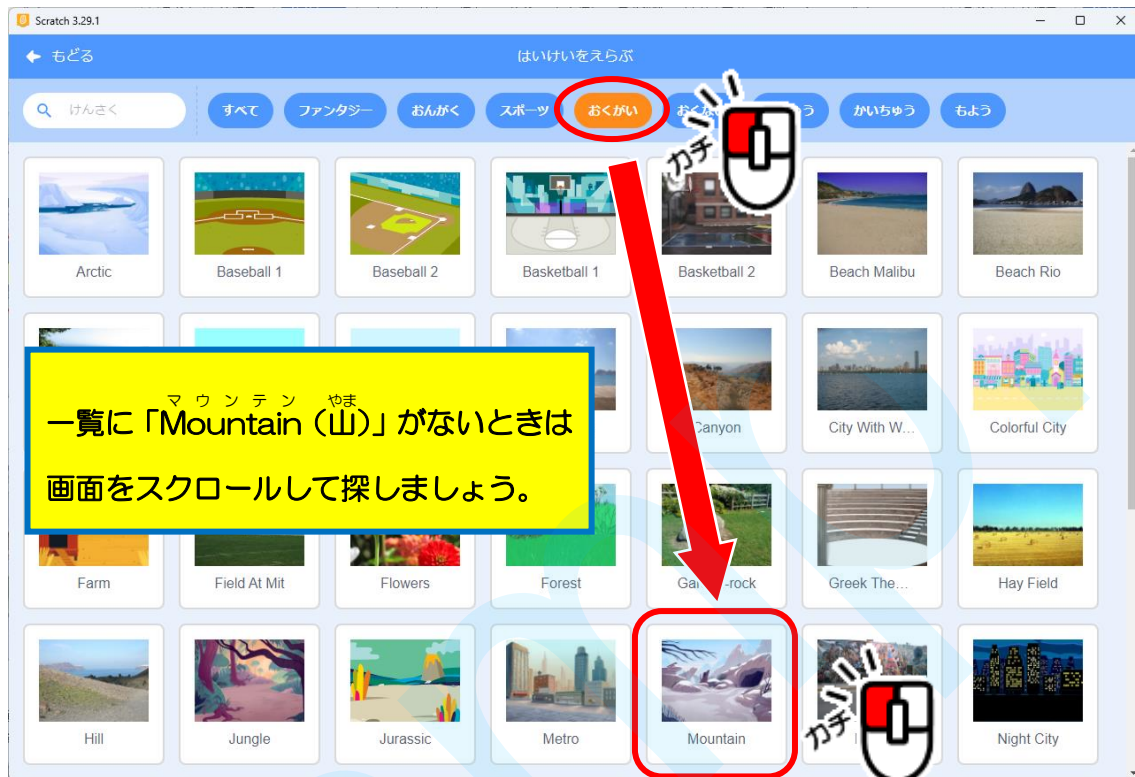 Scratch 3.29.1
もどる
はいけいをえらぶ
けんさく
すべて
ファンタジー
おんがく
スポーツ
おくがい
かいちゅう
もよう
カチ
Arctic
Baseball 1
Baseball 2
Basketball 1
Basketball 2
Beach Malibu
Beach Rio
マウンテン やま
一覧に「Mountain(山)」がないときは
画面をスクロールして探しましょう。
Canyon
City With W...
Colorful City
Farm
Field At Mit
Flowers
Forest
Greek The...
Hay Field
Hill
Jungle
Jurassic
Metro
Mountain
カチ
Night City